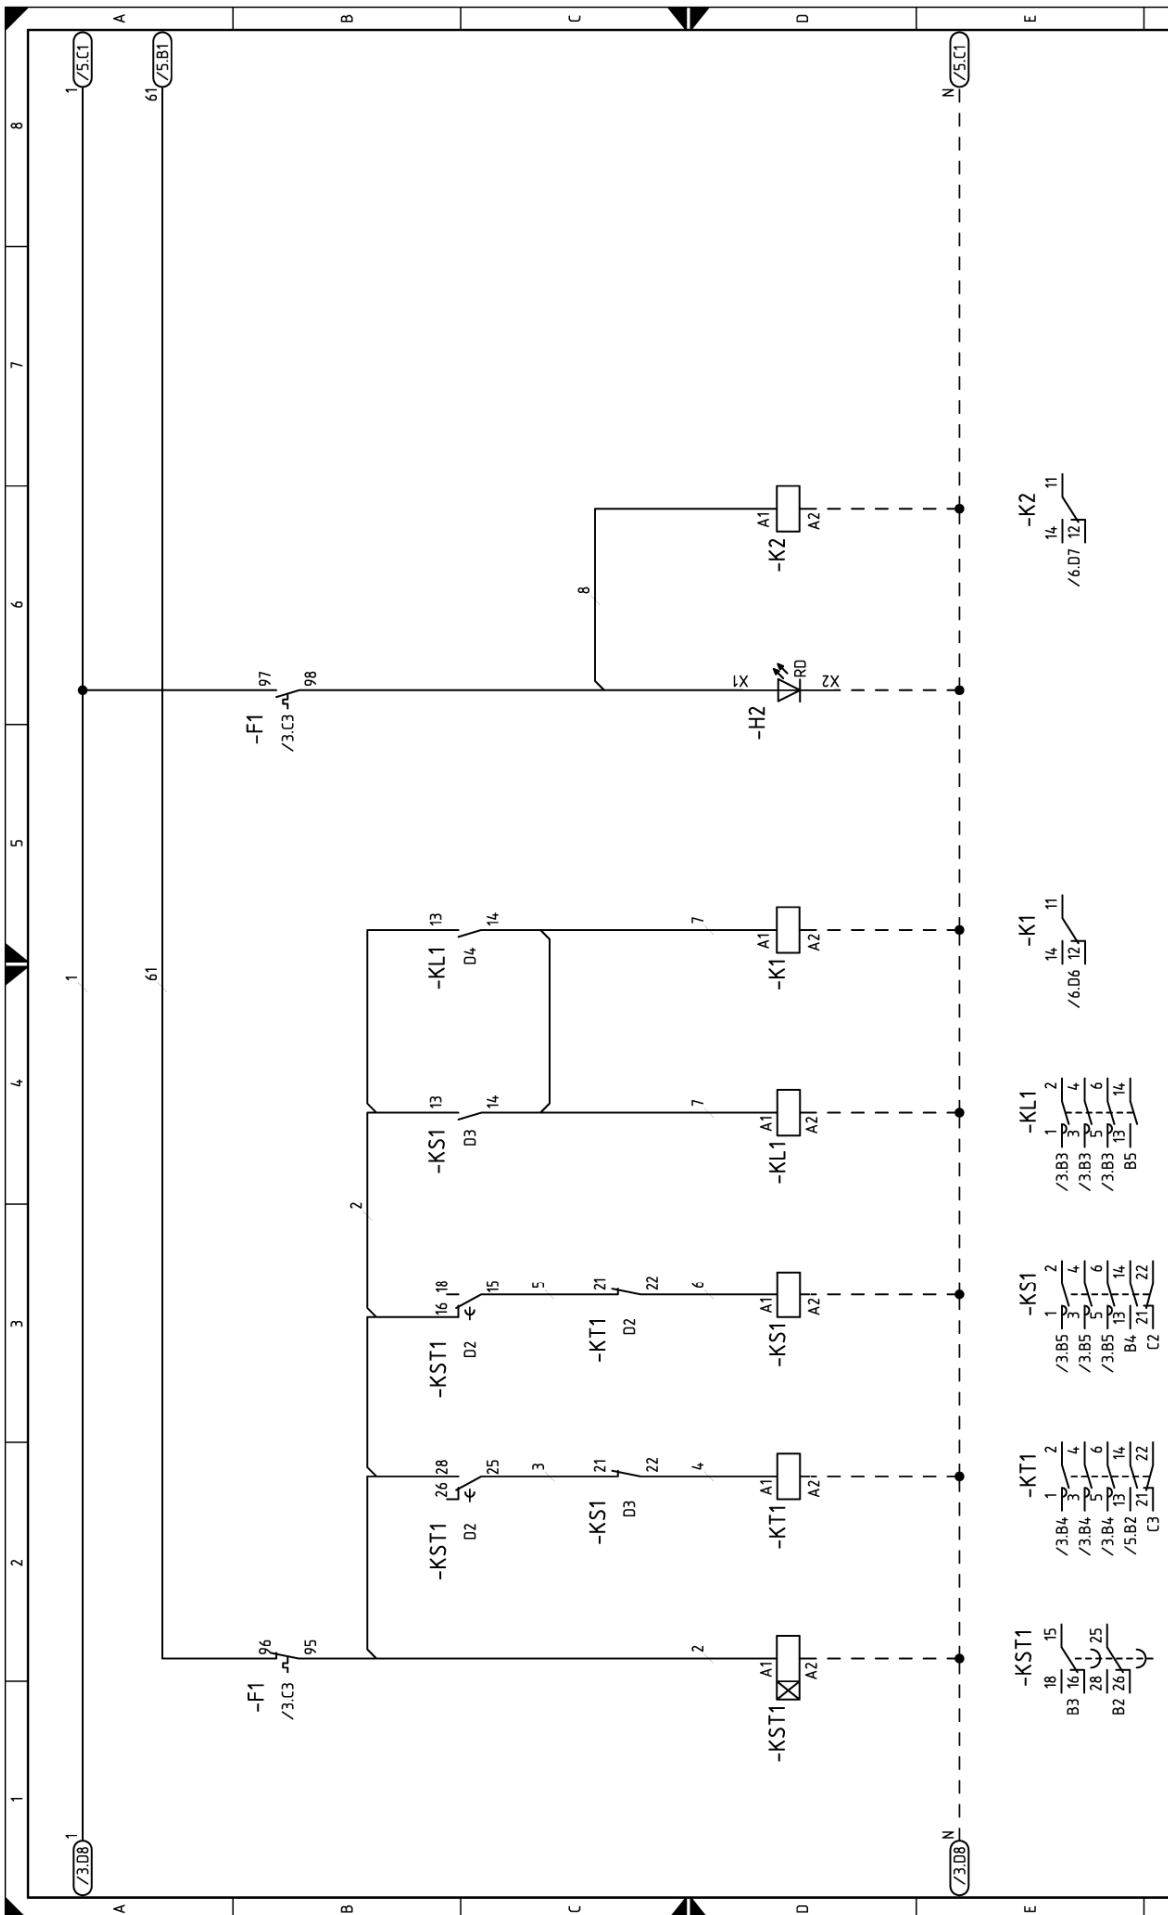 1 2 3 4 5 6 7 8
A A
/3.D8 1 1 1 /5.C1
61 61 /5.B1
B B
-F1
/3.C3
96
95
-F1
/3.C3
97
98
2
-KST1
D2
26 28
25
-KST1
D2
16 18
15
-KS1
D3
13
14
-KL1
D4
13
14
C C
3
5
8
-KS1
D3
21
22
-KT1
D2
21
22
2
4
6
7
7
D D
-KST1
A1
A2
-KT1
A1
A2
-KS1
A1
A2
-KL1
A1
A2
-K1
A1
A2
-H2
X1
RD
X2
-K2
A1
A2
/3.D8 N N /5.C1
E E
-KST1
18 15
B3 16
28 25
B2 26
-KT1
/3.B4 1 2
/3.B4 3 4
/3.B4 5 6
/5.B2 13 14
C3 21 22
-KS1
/3.B5 1 2
/3.B5 3 4
/3.B5 5 6
B4 13 14
C2 21 22
-KL1
/3.B3 1 2
/3.B3 3 4
/3.B3 5 6
B5 13 14
-K1
14 11
/6.D6 12
-K2
14 11
/6.D7 12